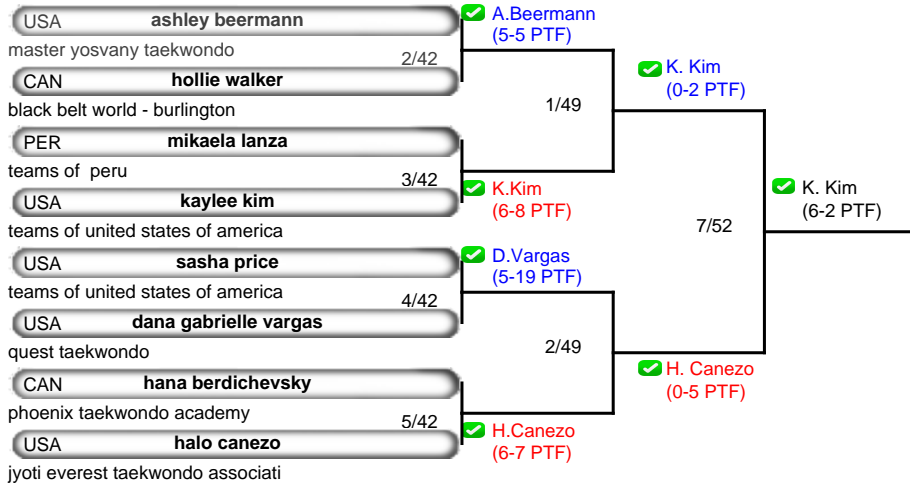 USA ashley beermann
master yosvany taekwondo
2/42
CAN hollie walker
black belt world - burlington
A.Beermann
(5-5 PTF)
PER mikaela lanza
teams of  peru
3/42
USA kaylee kim
teams of united states of america
K.Kim
(6-8 PTF)
1/49
K. Kim
(0-2 PTF)
USA sasha price
teams of united states of america
4/42
USA dana gabrielle vargas
quest taekwondo
D.Vargas
(5-19 PTF)
CAN hana berdichevsky
phoenix taekwondo academy
5/42
USA halo canezo
jyoti everest taekwondo associati
H.Canezo
(6-7 PTF)
2/49
H. Canezo
(0-5 PTF)
7/52
K. Kim
(6-2 PTF)